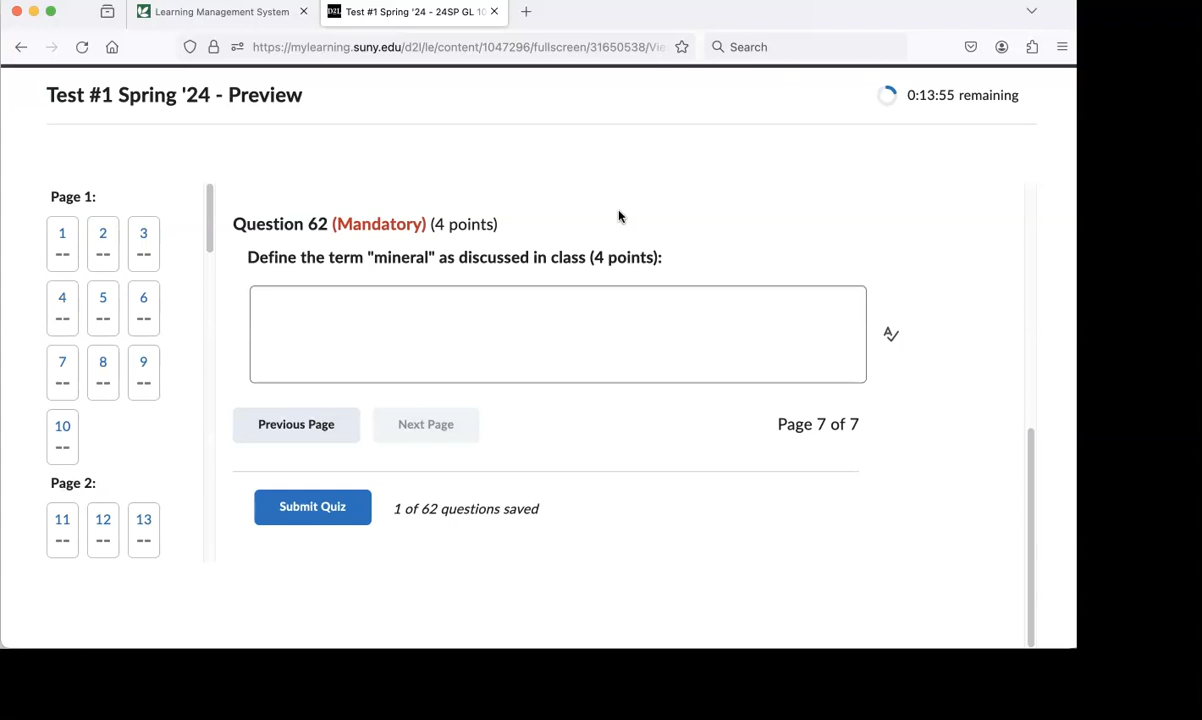 Learning Management System
Test #1 Spring '24 - 24SP GL 10
https://mylearning.suny.edu/d2l/le/content/1047296/fullscreen/31650538/Vie
Search
Test #1 Spring '24 - Preview
0:13:55 remaining
Page 1:
1 2 3
-- -- --
4 5 6
-- -- --
7 8 9
-- -- --
10
--
Page 2:
11 12 13
-- -- --
Question 62 (Mandatory) (4 points)
Define the term "mineral" as discussed in class (4 points):
Previous Page
Next Page
Page 7 of 7
Submit Quiz
1 of 62 questions saved